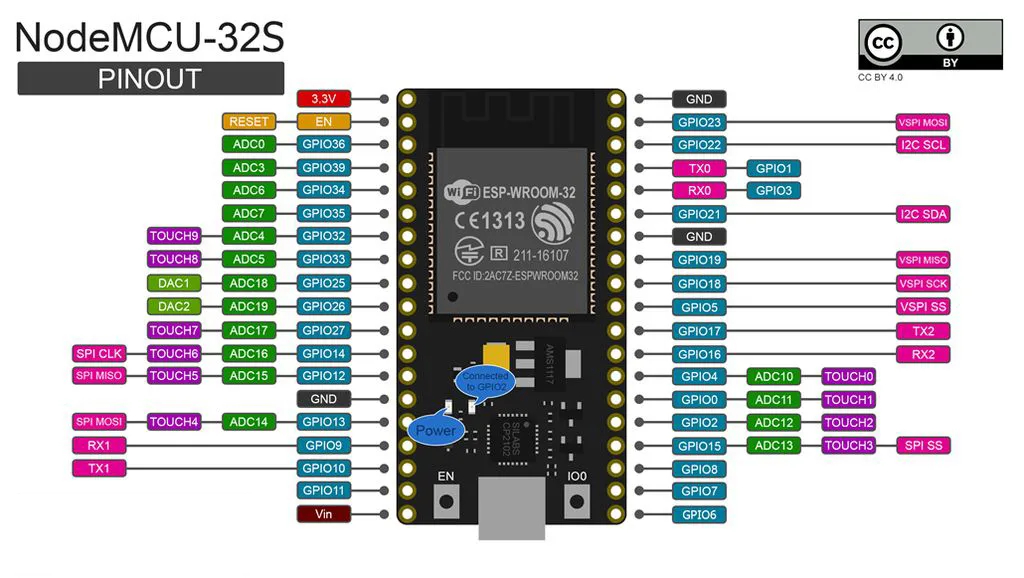 NodeMCU-32S
PINOUT
CC BY
CC BY 4.0
3.3V GND
RESET EN GPIO23 VSPI MOSI
ADC0 GPIO36 GPIO22 I2C SCL
ADC3 GPIO39 TX0 GPIO1
ADC6 GPIO34 RX0 GPIO3
ADC7 GPIO35 GPIO21 I2C SDA
TOUCH9 ADC4 GPIO32 GND
TOUCH8 ADC5 GPIO33 GPIO19 VSPI MISO
DAC1 ADC18 GPIO25 GPIO18 VSPI SCK
DAC2 ADC19 GPIO26 GPIO5 VSPI SS
TOUCH7 ADC17 GPIO27 GPIO17 TX2
SPI CLK TOUCH6 ADC16 GPIO14 GPIO16 RX2
SPI MISO TOUCH5 ADC15 GPIO12 GPIO4 ADC10 TOUCH0
GND GPIO0 ADC11 TOUCH1
SPI MOSI TOUCH4 ADC14 GPIO13 GPIO2 ADC12 TOUCH2
RX1 GPIO9 GPIO15 ADC13 TOUCH3 SPI SS
TX1 GPIO10 GPIO8
GPIO11 GPIO7
Vin GPIO6
WiFi ESP-WROOM-32
CE1313
R 211-16107
FCC ID:2AC7Z-ESPWROOM32
AMS1117
Connected
to GPIO2
Power
SILABS
CP2102
EN IO0